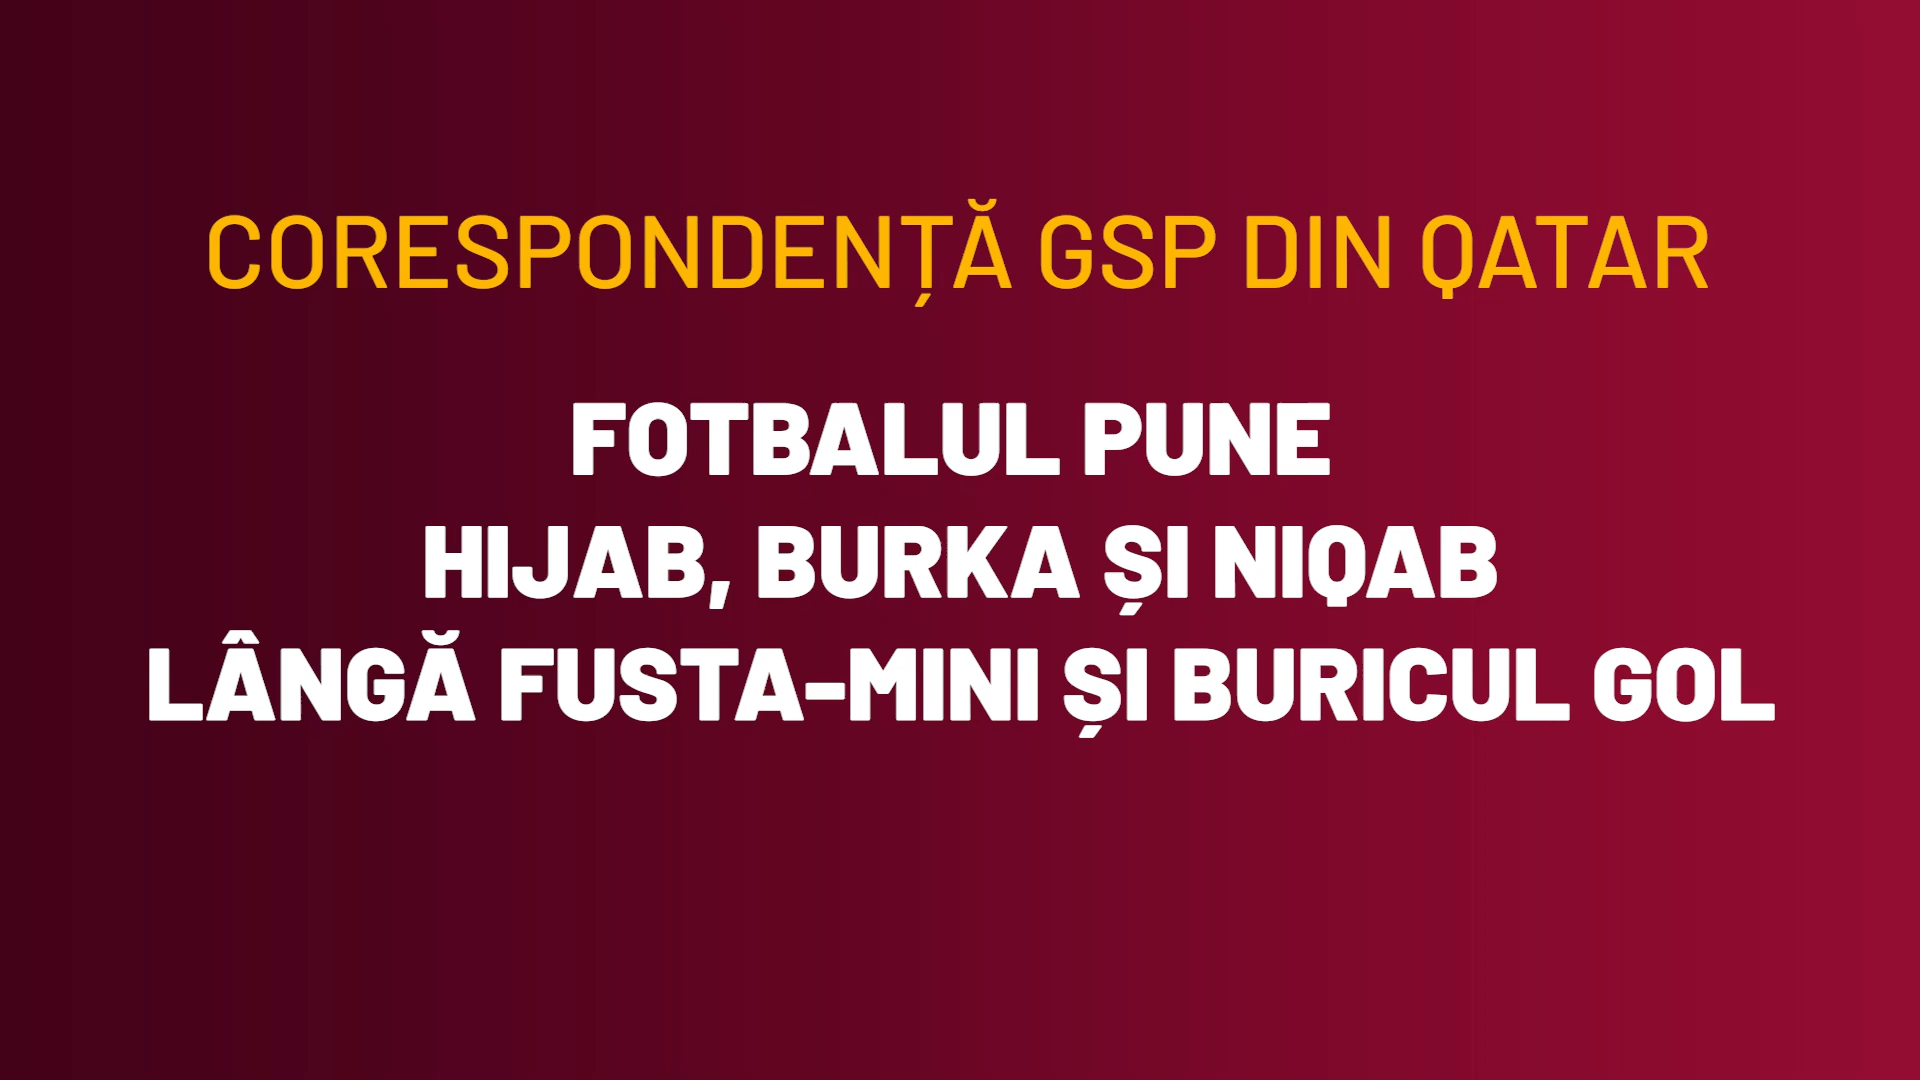 CORESPONDENȚĂ GSP DIN QATAR
FOTBALUL PUNE
HIJAB, BURKA ȘI NIQAB
LÂNGĂ FUSTA-MINI ȘI BURICUL GOL